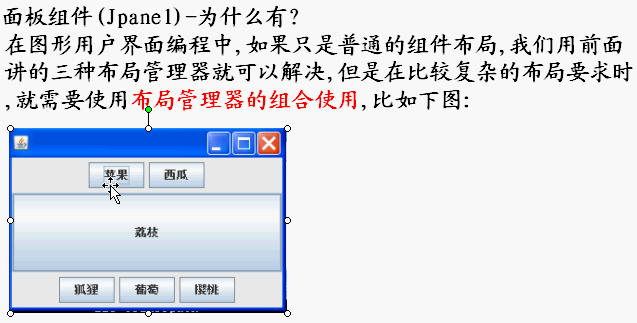 面板组件(Jpanel)-为什么有?
在图形用户界面编程中,如果只是普通的组件布局,我们用前面
讲的三种布局管理器就可以解决,但是在比较复杂的布局要求时
,就需要使用布局管理器的组合使用,比如下图:
苹果 西瓜
荔枝
狐狸 葡萄 樱桃